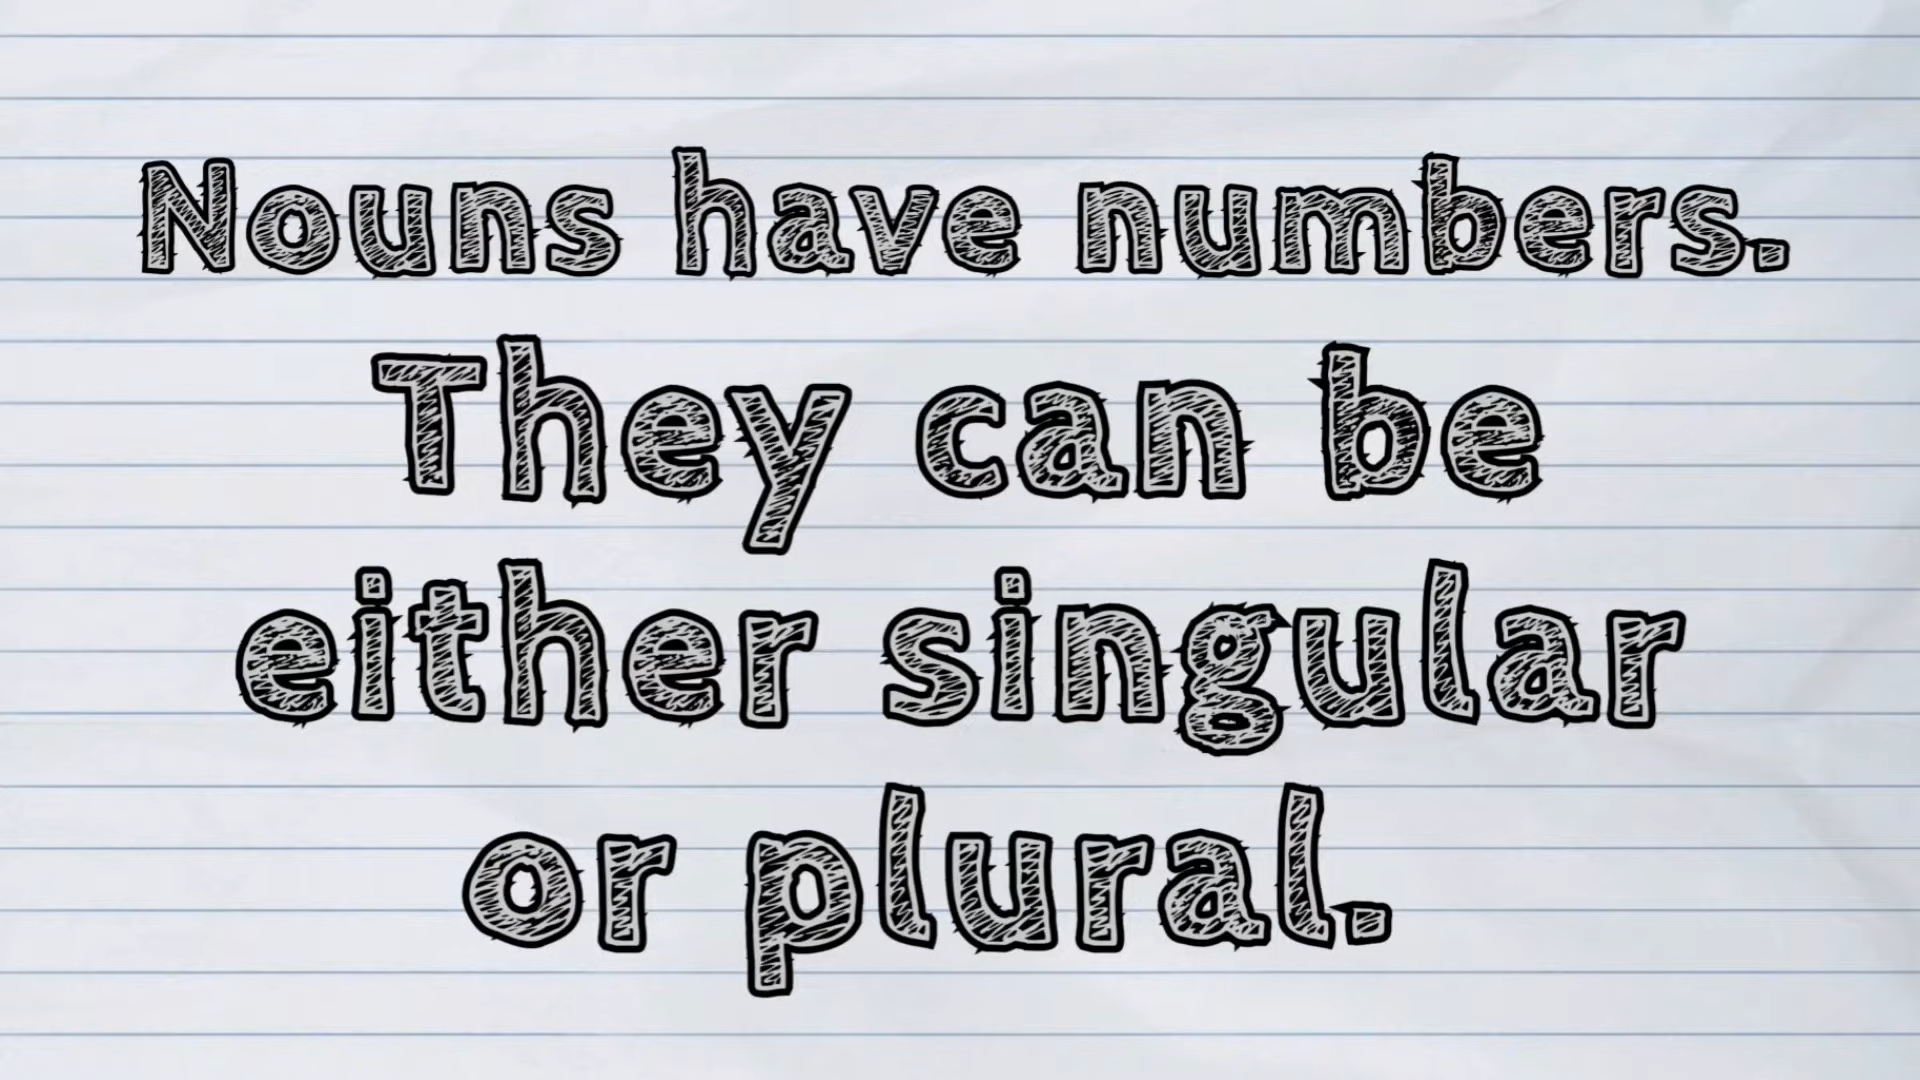 Nouns have numbers.
They can be
either singular
or plural.